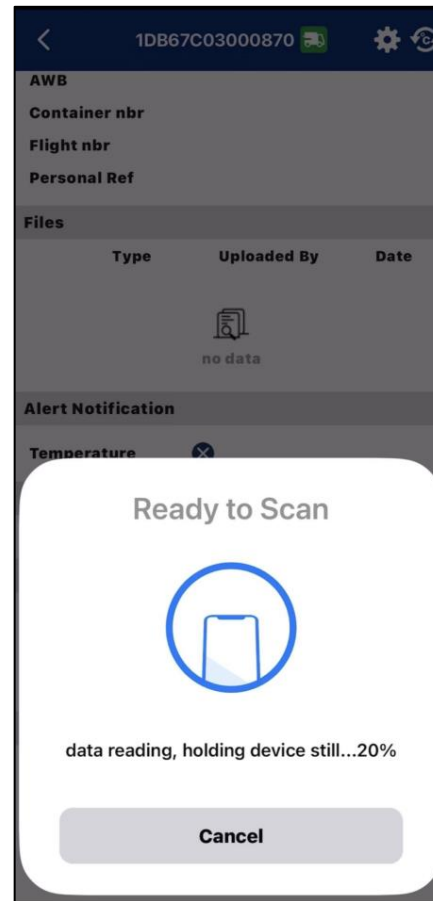 1DB67C03000870
AWB
Container nbr
Flight nbr
Personal Ref
Files
Type Uploaded By Date
no data
Alert Notification
Temperature
Ready to Scan
data reading, holding device still...20%
Cancel